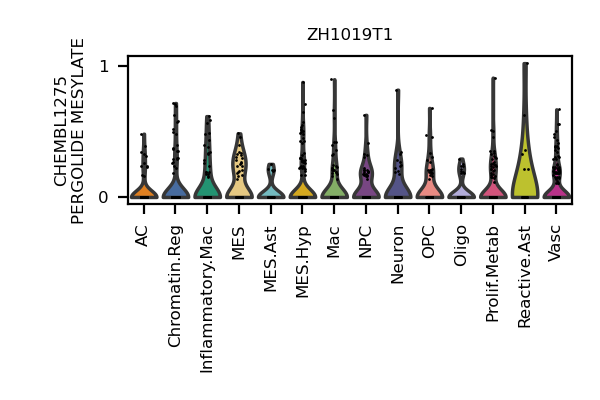 ZH1019T1
CHEMBL1275
PERGOLIDE MESYLATE
1
0
AC
Chromatin.Reg
Inflammatory.Mac
MES
MES.Ast
MES.Hyp
Mac
NPC
Neuron
OPC
Oligo
Prolif.Metab
Reactive.Ast
Vasc